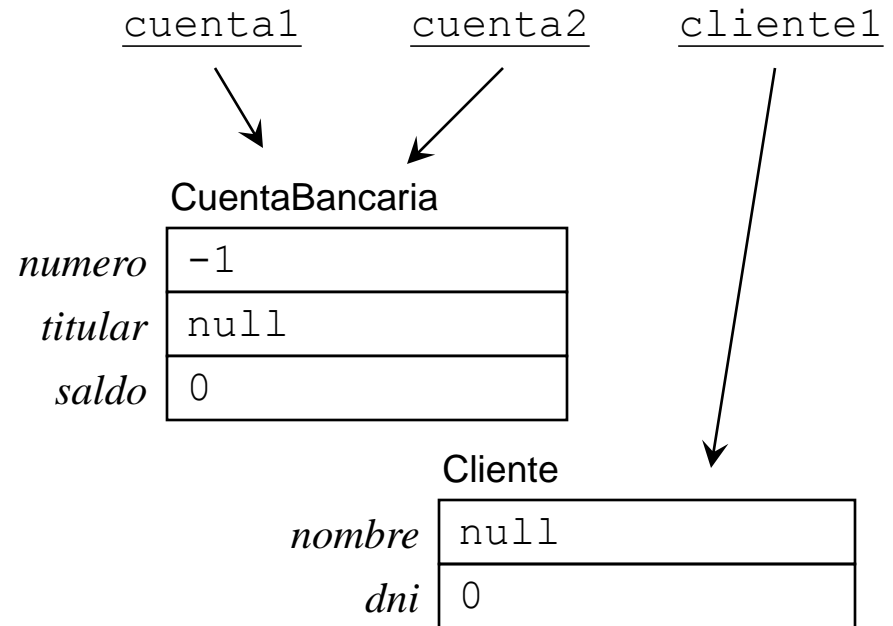 cuenta1 cuenta2 cliente1
CuentaBancaria
numero -1
titular null
saldo 0
Cliente
nombre null
dni 0